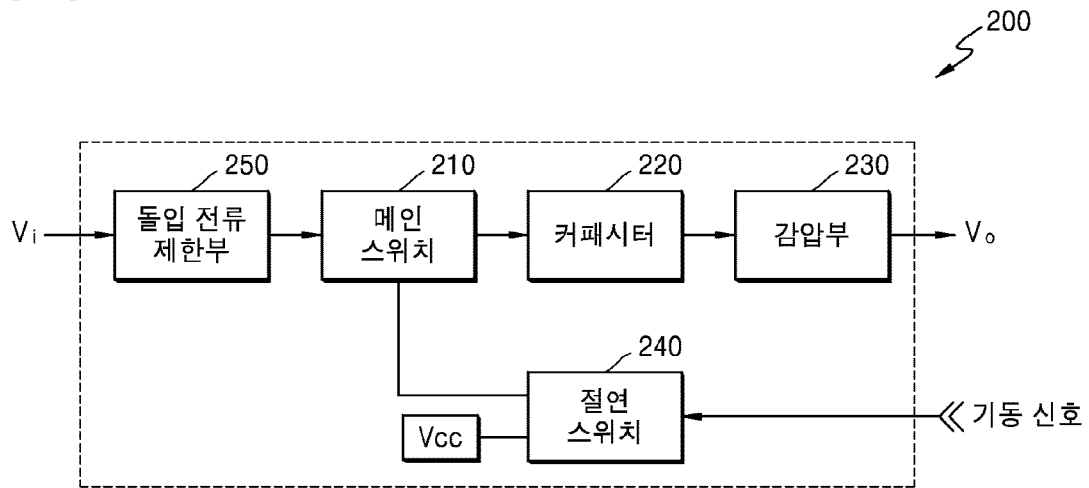 200
250
210
220
230
Vi
돌입 전류
제한부
메인
스위치
커패시터
감압부
Vo
240
절연
스위치
Vcc
기동 신호